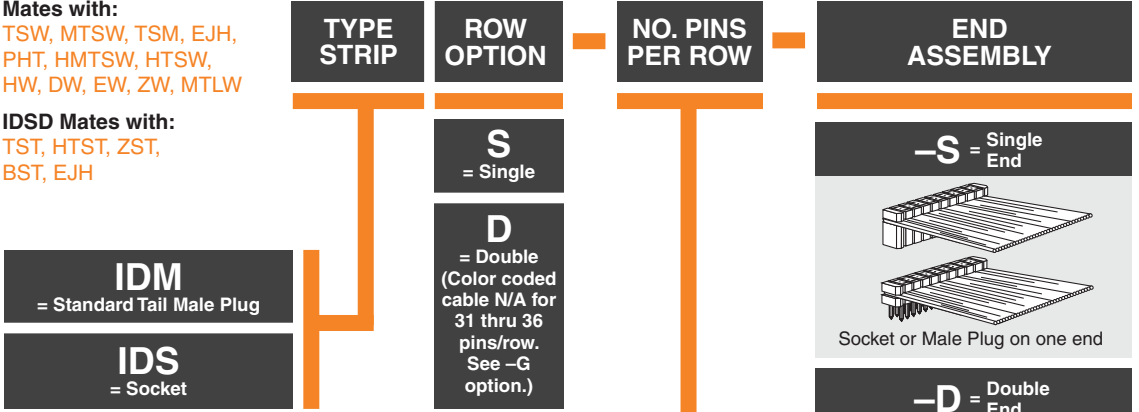 Mates with:
TSW, MTSW, TSM, EJH,
PHT, HMTSW, HTSW,
HW, DW, EW, ZW, MTLW
IDSD Mates with:
TST, HTST, ZST,
BST, EJH
TYPE
STRIP
ROW
OPTION
NO. PINS
PER ROW
END
ASSEMBLY
IDM
= Standard Tail Male Plug
IDS
= Socket
S
= Single
D
= Double
(Color coded
cable N/A for
31 thru 36
pins/row.
See –G
option.)
–S = Single
End
Socket or Male Plug on one end
–D = Double
End